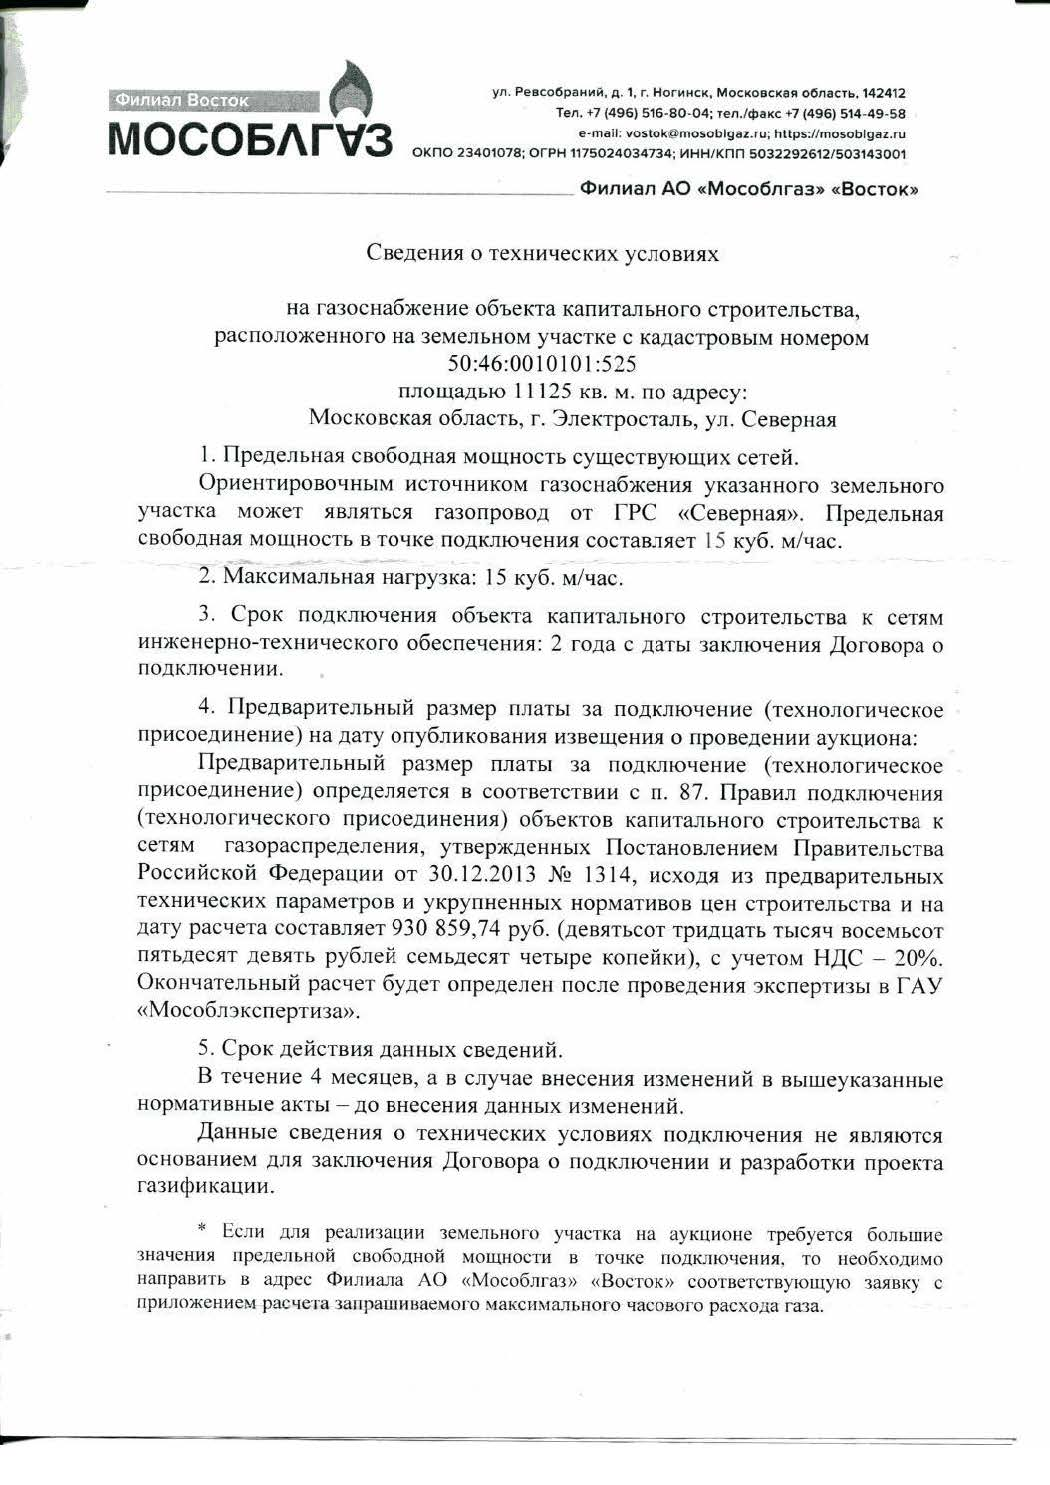 Филиал Восток
МОСОБЛГАЗ
ул. Ревсобраний, д. 1, г. Ногинск, Московская область, 142412
Тел. +7 (496) 516-80-04; тел./факс +7 (496) 514-49-58
e-mail: vostok@mosoblgaz.ru; https://mosoblgaz.ru
ОКПО 23401078; ОГРН 1175024034734; ИНН/КПП 5032292612/503143001
Филиал АО «Мособлгаз» «Восток»
Сведения о технических условиях
на газоснабжение объекта капитального строительства,
расположенного на земельном участке с кадастровым номером
50:46:0010101:525
площадью 11125 кв. м. по адресу:
Московская область, г. Электросталь, ул. Северная
1. Предельная свободная мощность существующих сетей.
Ориентировочным источником газоснабжения указанного земельного
участка может являться газопровод от ГРС «Северная». Предельная
свободная мощность в точке подключения составляет 15 куб. м/час.
2. Максимальная нагрузка: 15 куб. м/час.
3. Срок подключения объекта капитального строительства к сетям
инженерно-технического обеспечения: 2 года с даты заключения Договора о
подключении.
4. Предварительный размер платы за подключение (технологическое
присоединение) на дату опубликования извещения о проведении аукциона:
Предварительный размер платы за подключение (технологическое
присоединение) определяется в соответствии с п. 87. Правил подключения
(технологического присоединения) объектов капитального строительства к
сетям газораспределения, утвержденных Постановлением Правительства
Российской Федерации от 30.12.2013 № 1314, исходя из предварительных
технических параметров и укрупненных нормативов цен строительства и на
дату расчета составляет 930 859,74 руб. (девятьсот тридцать тысяч восемьсот
пятьдесят девять рублей семьдесят четыре копейки), с учетом НДС – 20%.
Окончательный расчет будет определен после проведения экспертизы в ГАУ
«Мособлэкспертиза».
5. Срок действия данных сведений.
В течение 4 месяцев, а в случае внесения изменений в вышеуказанные
нормативные акты – до внесения данных изменений.
Данные сведения о технических условиях подключения не являются
основанием для заключения Договора о подключении и разработки проекта
газификации.
* Если для реализации земельного участка на аукционе требуется большие
значения предельной свободной мощности в точке подключения, то необходимо
направить в адрес Филиала АО «Мособлгаз» «Восток» соответствующую заявку с
приложением расчета запрашиваемого максимального часового расхода газа.